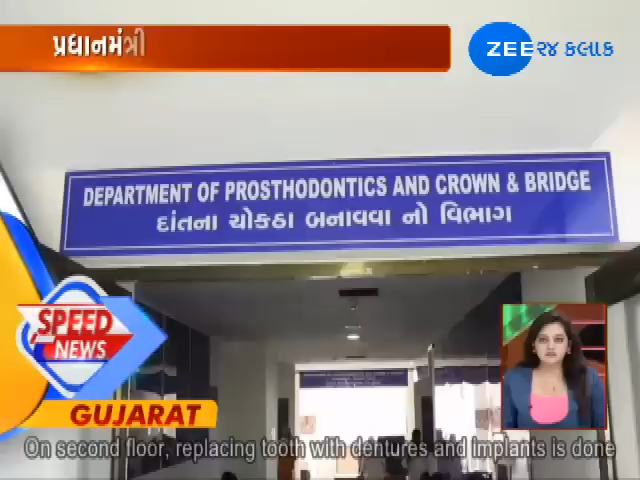 પ્રધાનમંત્રી
ZEE ૨૪ કલાક
DEPARTMENT OF PROSTHODONTICS AND CROWN & BRIDGE
દાંતના ચોકઠા બનાવવા નો વિભાગ
SPEED
NEWS
GUJARAT
On second floor, replacing tooth with dentures and implants is done